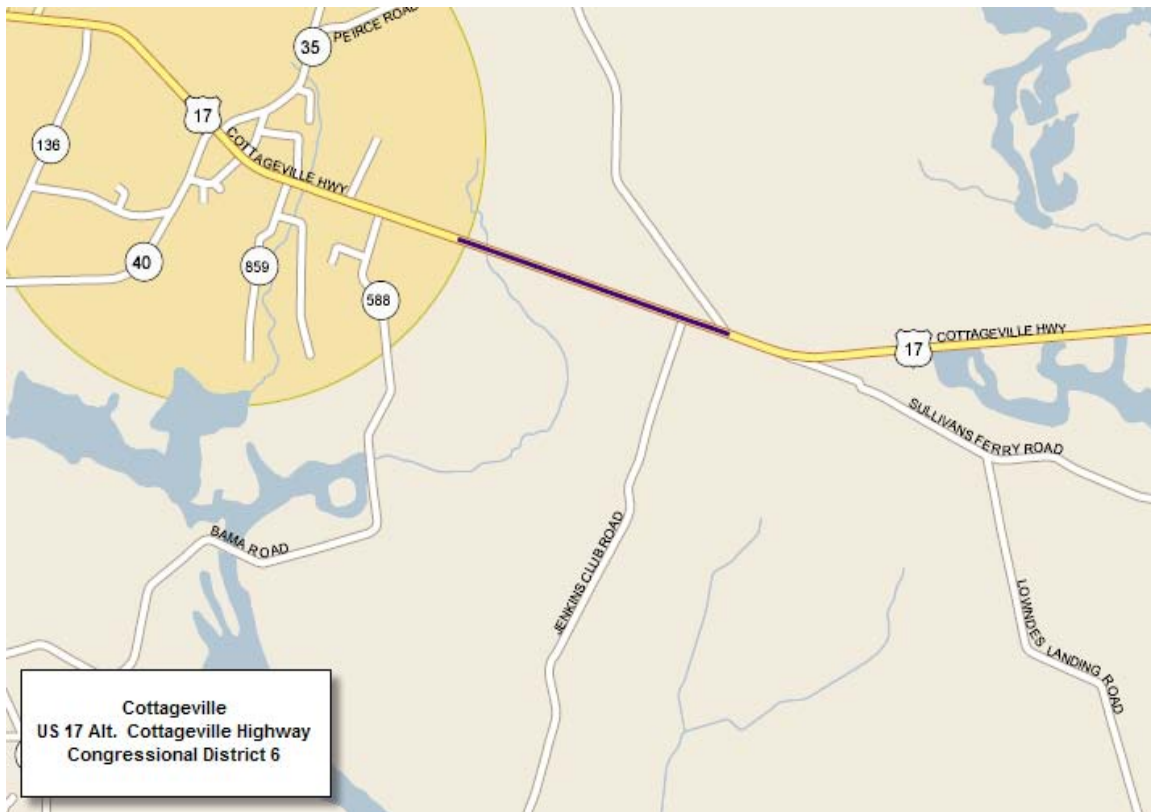 PEIRCE ROAD
35
17
136
COTTAGEVILLE HWY
40
859
588
COTTAGEVILLE HWY
17
SULLIVANS FERRY ROAD
BAMA ROAD
JENKINS CLUB ROAD
LOWNDES LANDING ROAD
Cottageville
US 17 Alt. Cottageville Highway
Congressional District 6